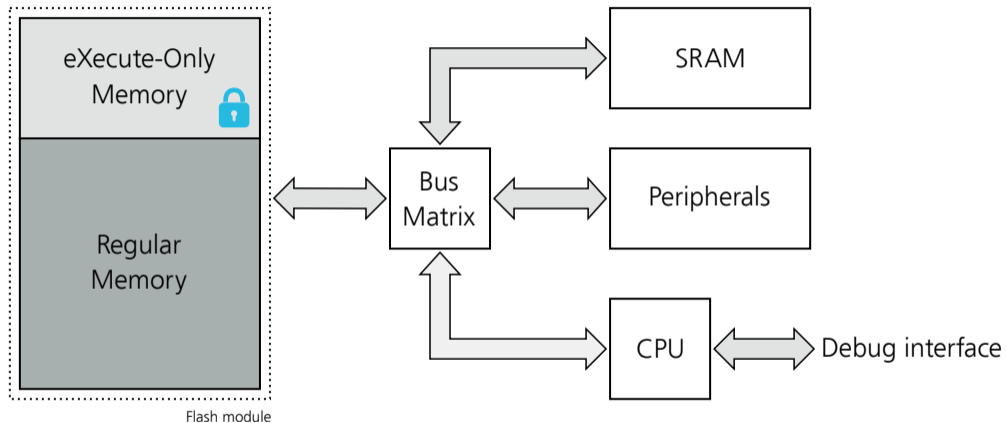 eXecute-Only
Memory
Regular
Memory
Flash module
Bus
Matrix
SRAM
Peripherals
CPU
Debug interface